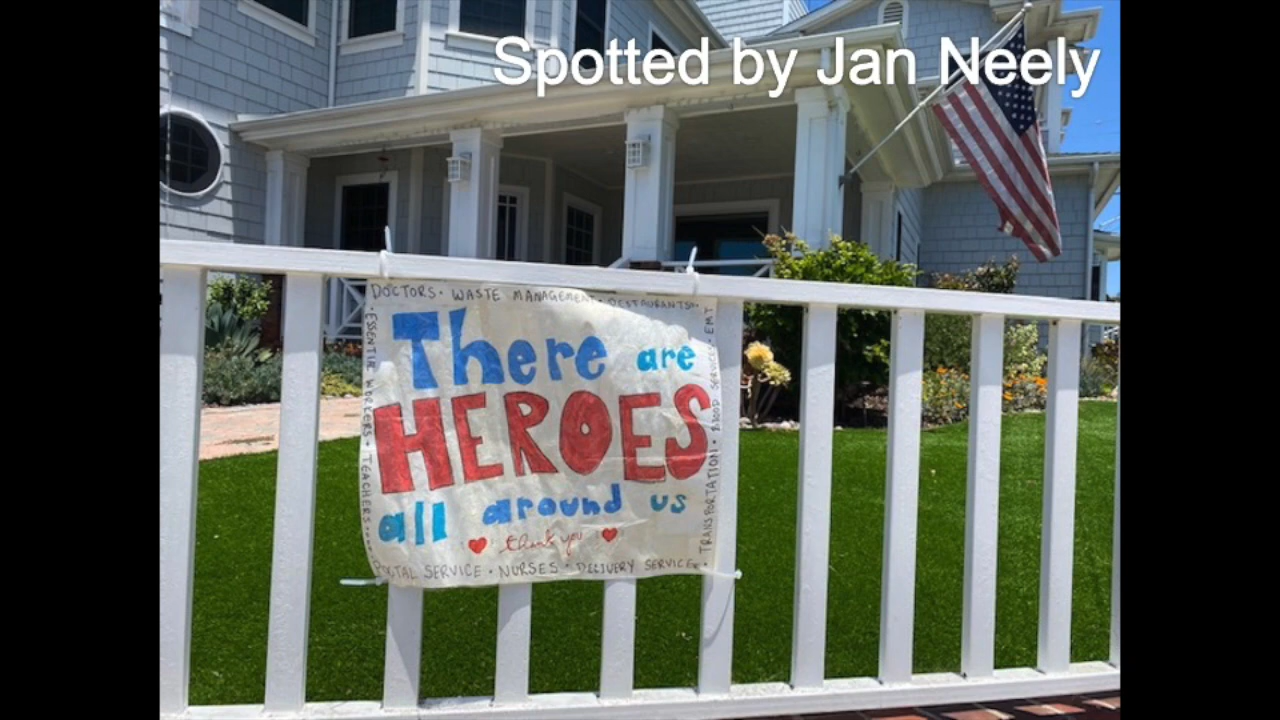 Spotted by Jan Neely
DOCTORS • WASTE MANAGEMENT • RESTAURANTS •
There are
HEROES
all around us
thank you
POSTAL SERVICE • NURSES • DELIVERY SERVICE •
TRANSPORTATION • FOOD SERVICE • EMT
ESSENTIAL WORKERS • TEACHERS